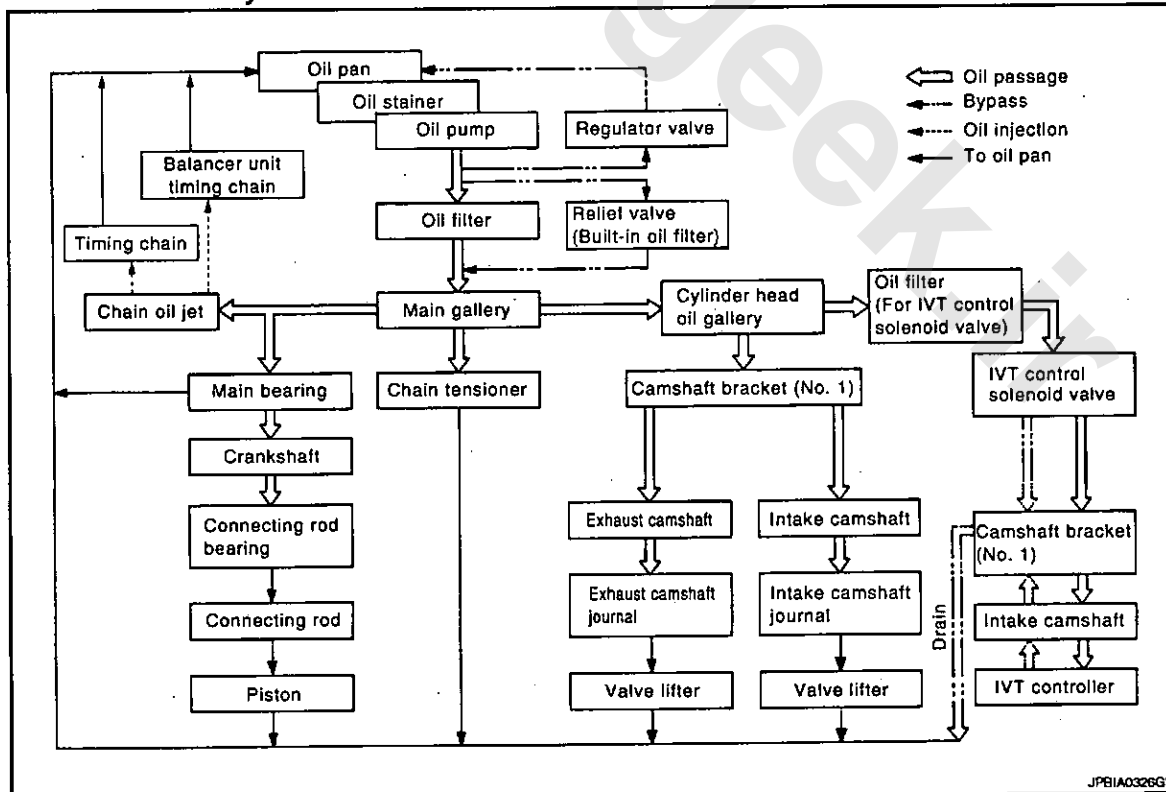 Oil pan
Oil stainer
Oil pump
Regulator valve
Oil passage
Bypass
Oil injection
To oil pan
Balancer unit
timing chain
Oil filter
Relief valve
(Built-in oil filter)
Timing chain
Chain oil jet
Main gallery
Cylinder head
oil gallery
Oil filter
(For IVT control
solenoid valve)
Main bearing
Chain tensioner
Camshaft bracket (No. 1)
IVT control
solenoid valve
Crankshaft
Connecting rod
bearing
Exhaust camshaft
Intake camshaft
Camshaft bracket
(No. 1)
Connecting rod
Exhaust camshaft
journal
Intake camshaft
journal
Drain
Intake camshaft
Piston
Valve lifter
Valve lifter
IVT controller
JPBIA0326G
geek.ir